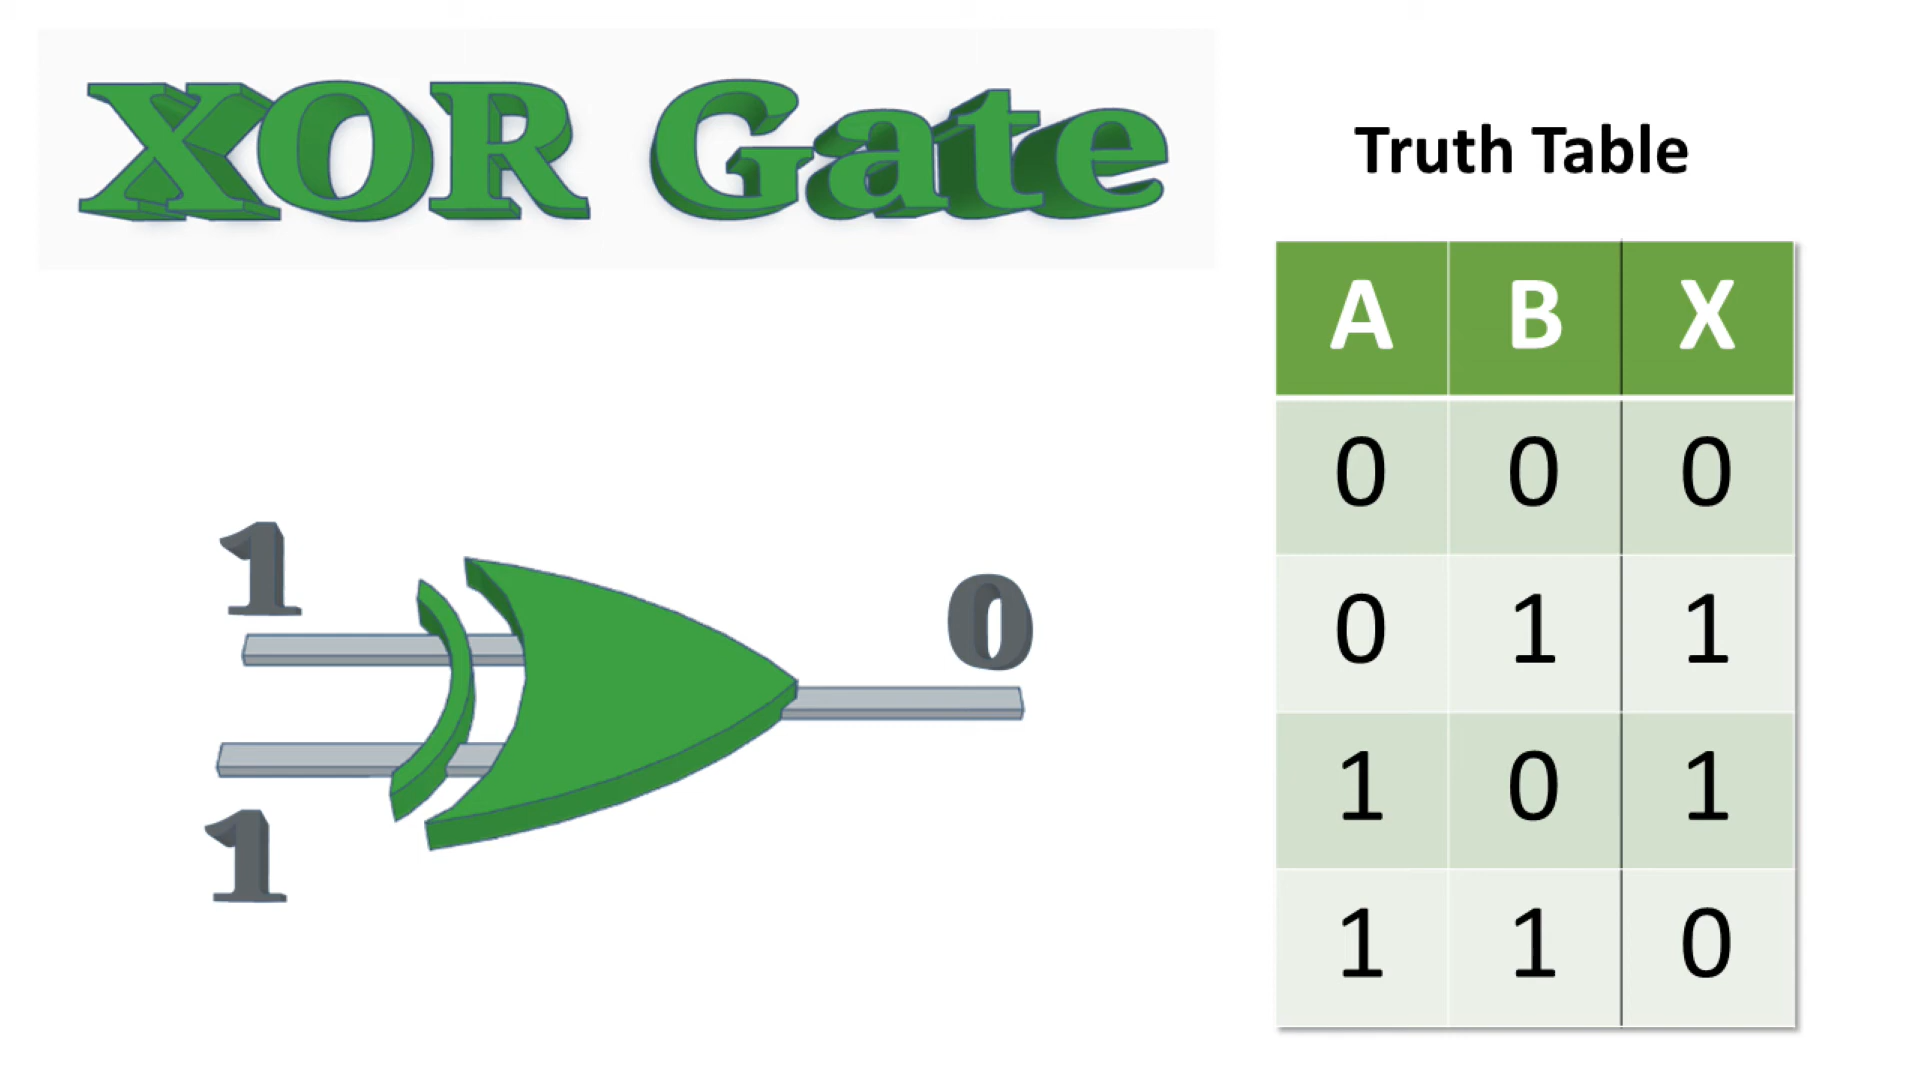 XOR Gate
Truth Table
A B X
0 0 0
0 1 1
1 0 1
1 1 0
1
0
1